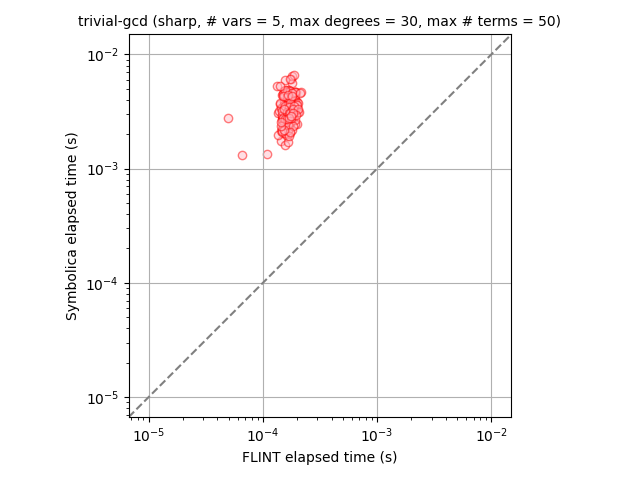 trivial-gcd (sharp, # vars = 5, max degrees = 30, max # terms = 50)
Symbolica elapsed time (s)
10⁻²
10⁻³
10⁻⁴
10⁻⁵
10⁻⁵ 10⁻⁴ 10⁻³ 10⁻²
FLINT elapsed time (s)